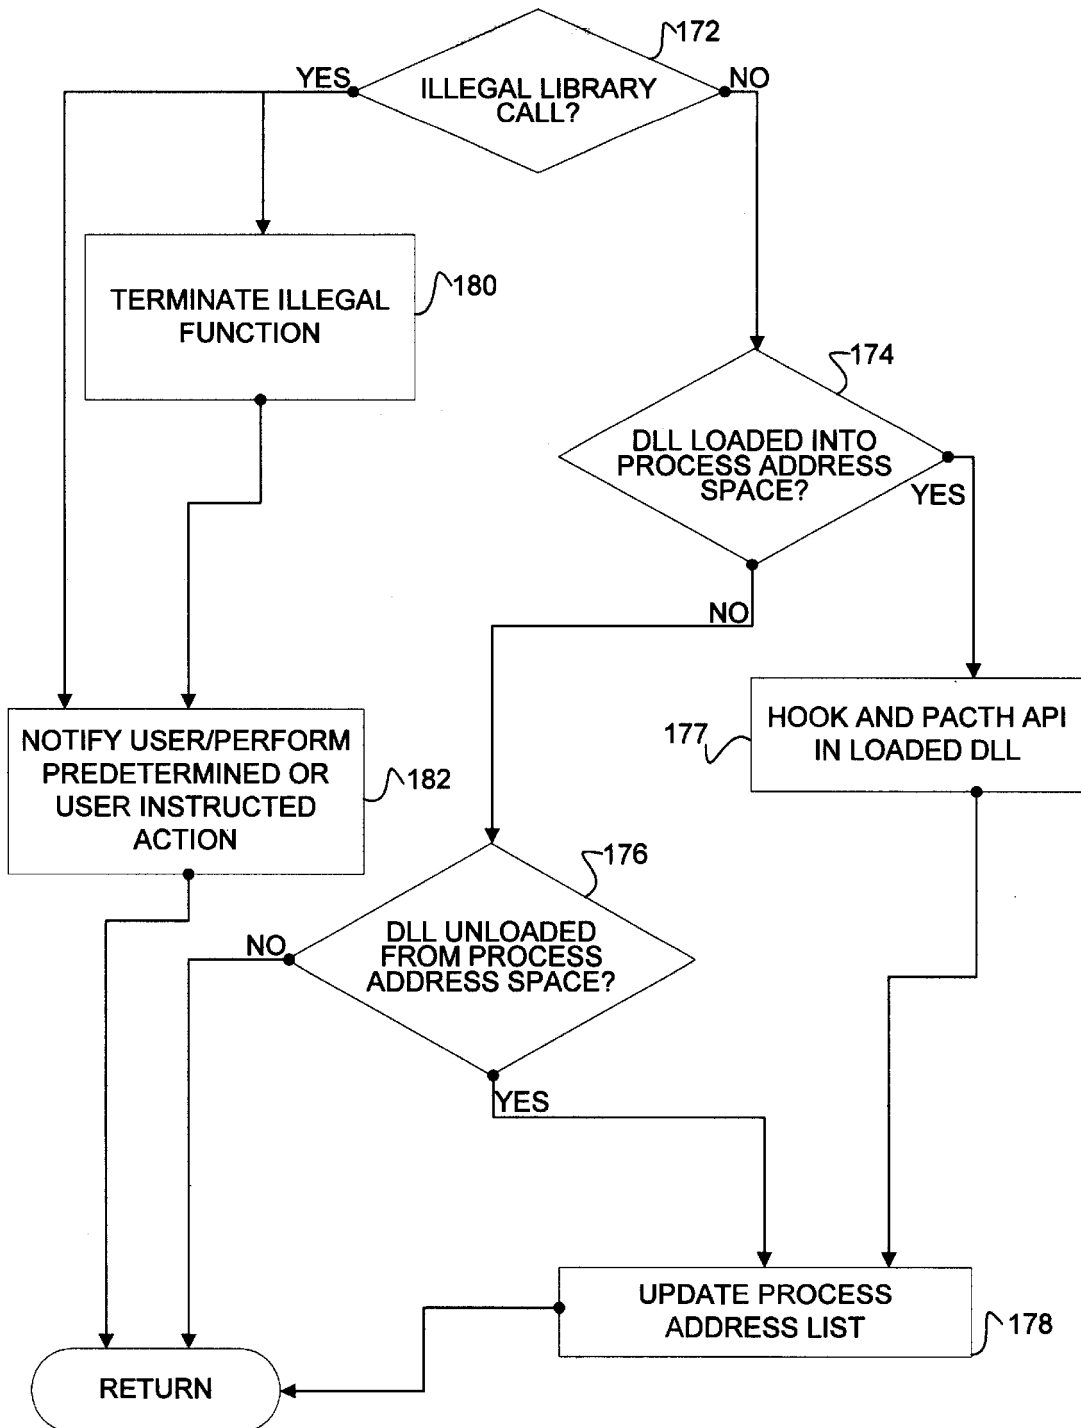 172
YES
ILLEGAL LIBRARY
CALL?
NO
TERMINATE ILLEGAL
FUNCTION
180
174
DLL LOADED INTO
PROCESS ADDRESS
SPACE?
YES
NO
HOOK AND PACTH API
IN LOADED DLL
177
NOTIFY USER/PERFORM
PREDETERMINED OR
USER INSTRUCTED
ACTION
182
176
DLL UNLOADED
FROM PROCESS
ADDRESS SPACE?
NO
YES
UPDATE PROCESS
ADDRESS LIST
178
RETURN